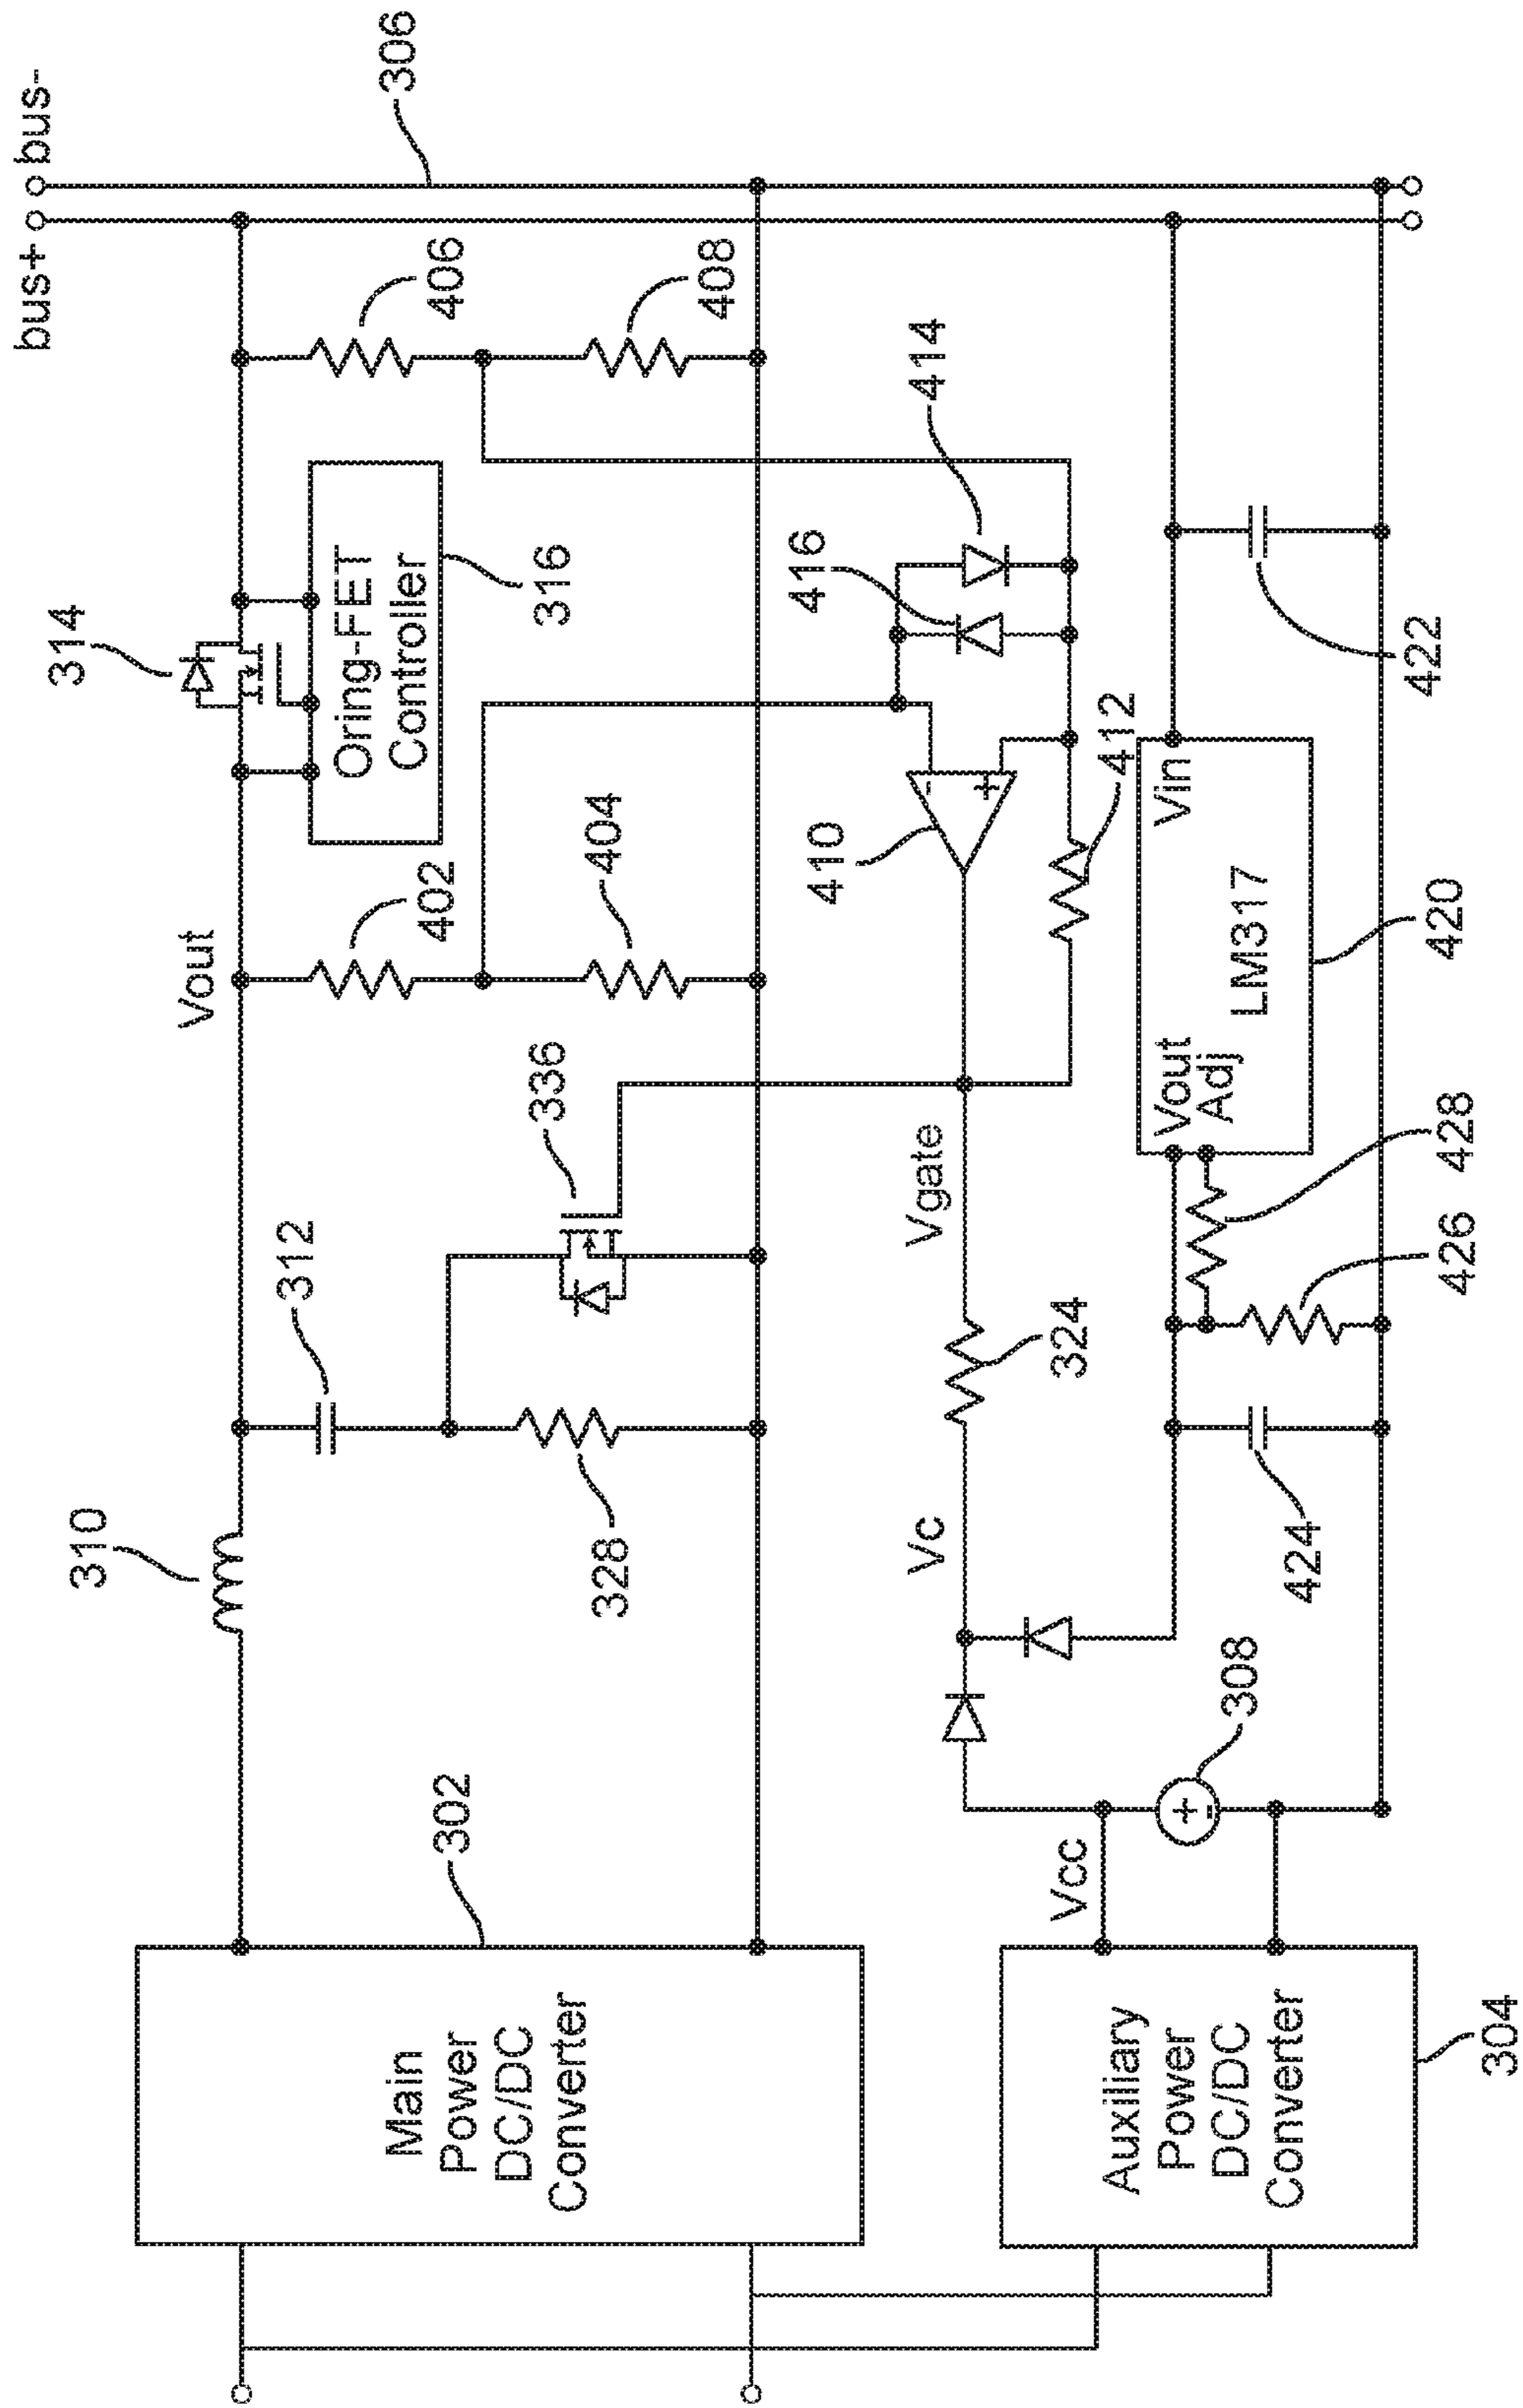 Main
Power
DC/DC
Converter
302
310
312
328
336
Vout
402
404
314
Oring-FET
Controller
316
406
408
bus+
bus-
306
Auxiliary
Power
DC/DC
Converter
304
Vcc
308
Vc
324
Vgate
410
412
416
414
424
426
428
Vout
Adj
LM317
Vin
420
422